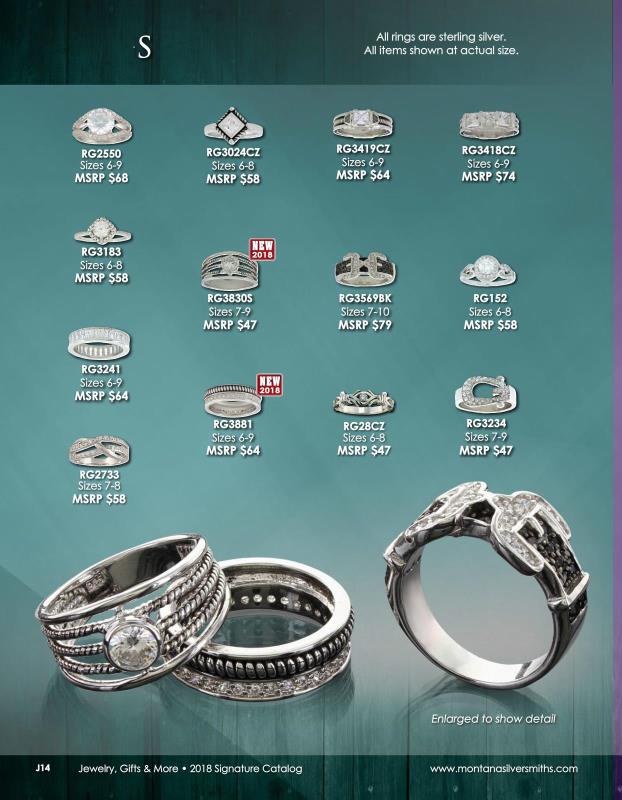 S
All rings are sterling silver.
All items shown at actual size.
RG2550
Sizes 6-9
MSRP $68
RG3024CZ
Sizes 6-8
MSRP $58
RG3419CZ
Sizes 6-9
MSRP $64
RG3418CZ
Sizes 6-9
MSRP $74
RG3183
Sizes 6-8
MSRP $58
NEW
2018
RG3830S
Sizes 7-9
MSRP $47
RG3569BK
Sizes 7-10
MSRP $79
RG152
Sizes 6-8
MSRP $58
RG3241
Sizes 6-9
MSRP $64
NEW
2018
RG3881
Sizes 6-9
MSRP $64
RG28CZ
Sizes 6-8
MSRP $47
RG3234
Sizes 7-9
MSRP $47
RG2733
Sizes 7-8
MSRP $58
Enlarged to show detail
J14 Jewelry, Gifts & More • 2018 Signature Catalog www.montanasilversmiths.com